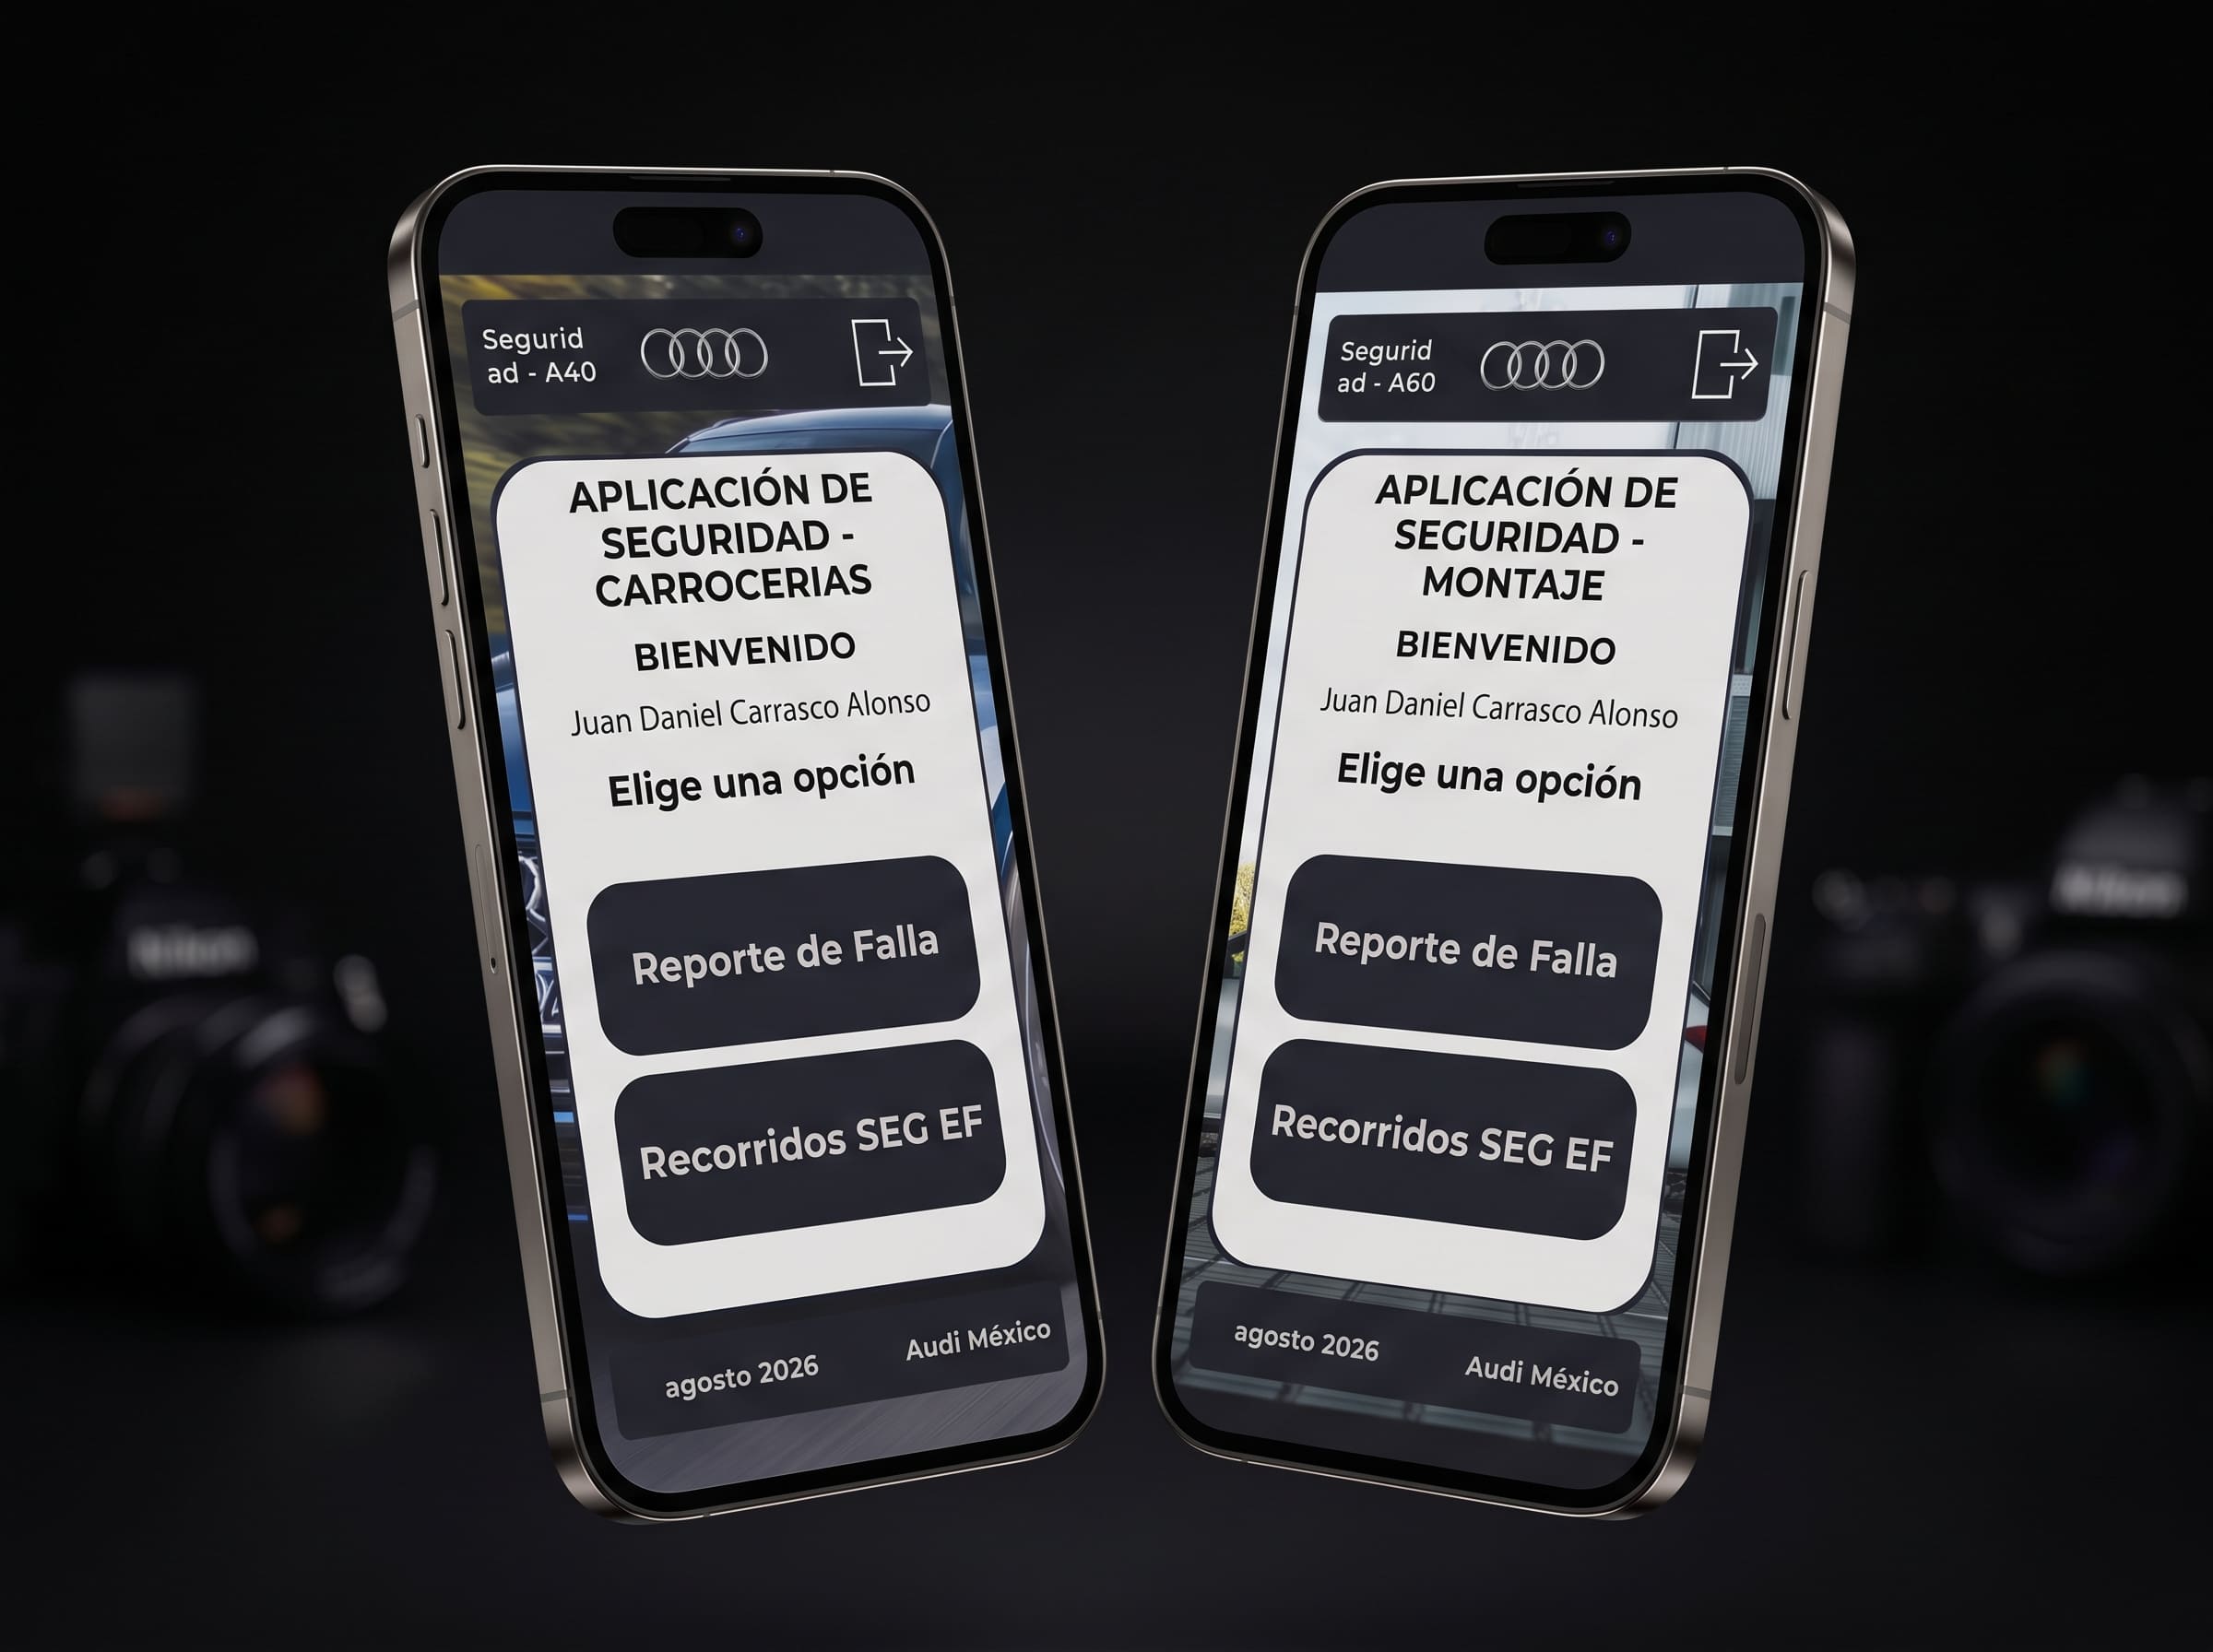 Segurid
ad - A40
APLICACIÓN DE
SEGURIDAD -
CARROCERIAS
BIENVENIDO
Juan Daniel Carrasco Alonso
Elige una opción
Reporte de Falla
Recorridos SEG EF
agosto 2026
Audi México
Segurid
ad - A60
APLICACIÓN DE
SEGURIDAD -
MONTAJE
BIENVENIDO
Juan Daniel Carrasco Alonso
Elige una opción
Reporte de Falla
Recorridos SEG EF
agosto 2026
Audi México
Nikon
Nikon